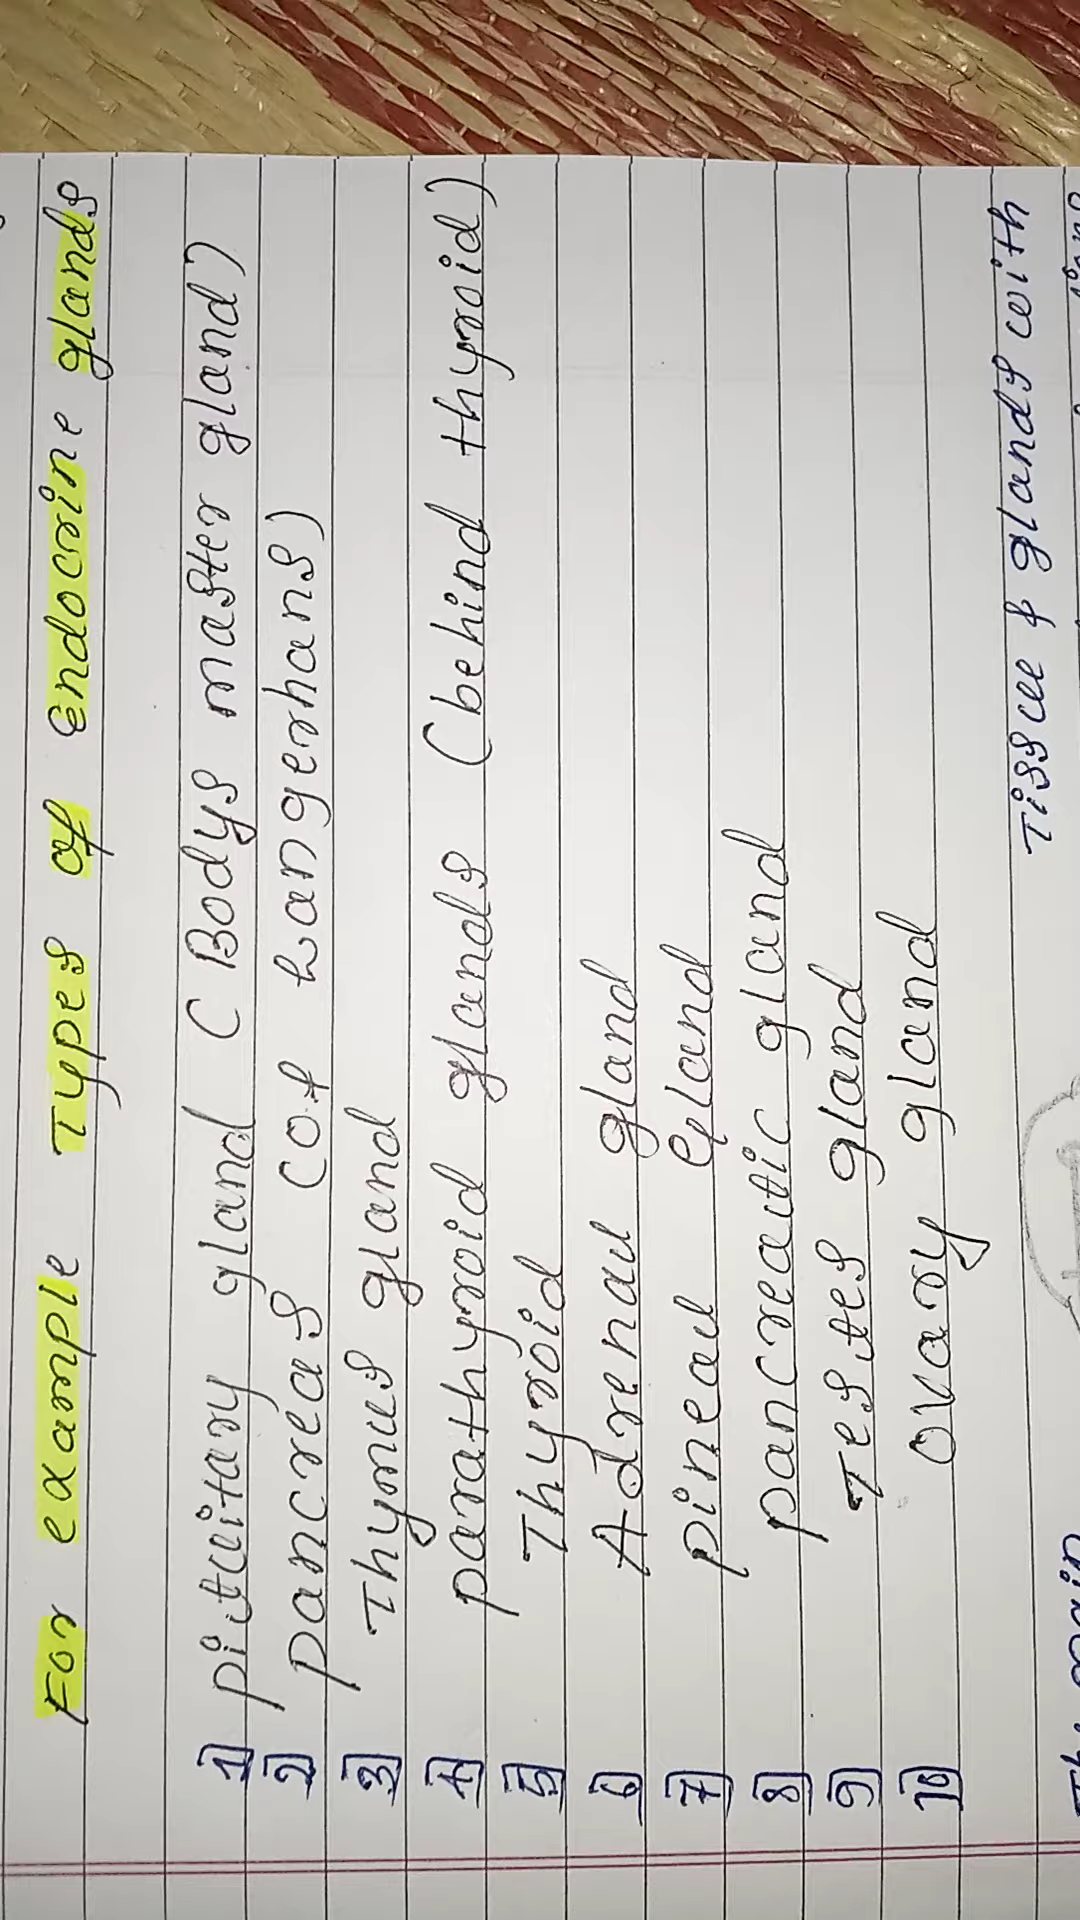 For example Types of Endocrine glands
1) pituitary gland ( Bodys master gland)
2) pancreas (of Langerhans)
3) Thymus gland
4) parathyroid glands (behind thyroid)
5) Thyroid
6) Adrenal gland
7) pineal gland
8) pancreatic gland
9) Testes gland
10) ovary gland
Tissue & glands with
The main